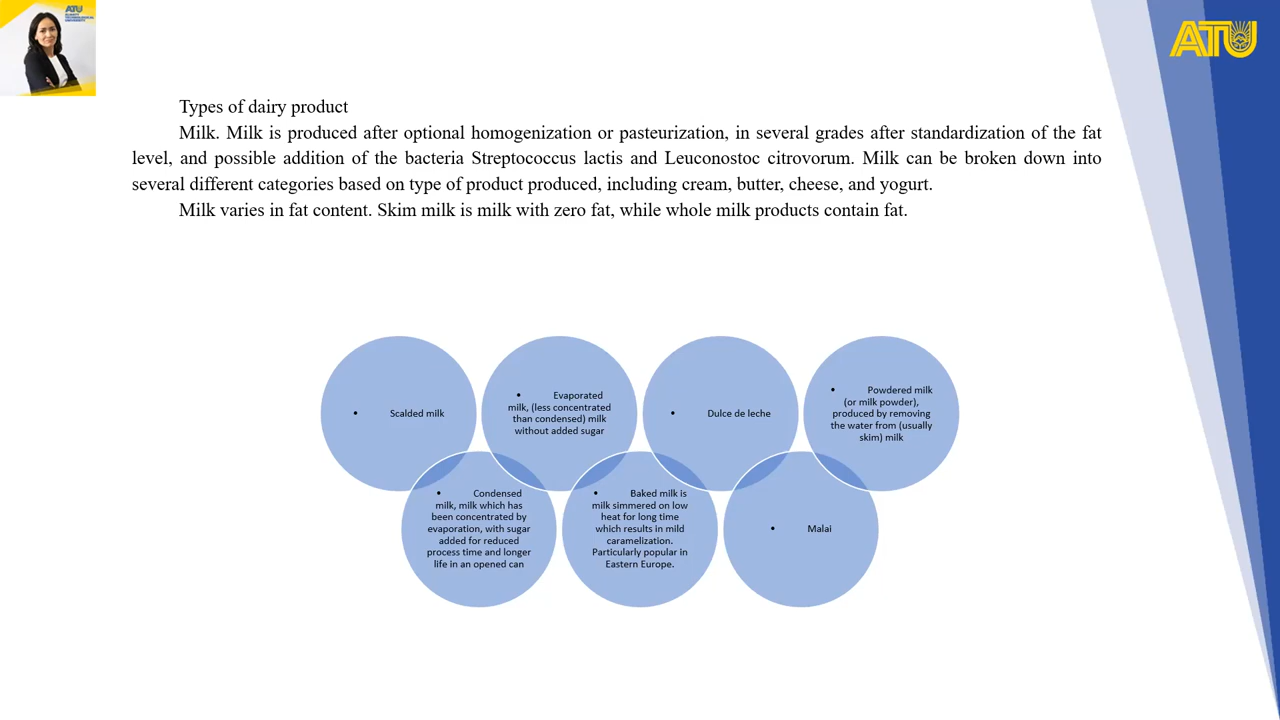 ATU
ALMATY
TECHNOLOGICAL
UNIVERSITY
ATU
Types of dairy product
Milk. Milk is produced after optional homogenization or pasteurization, in several grades after standardization of the fat
level, and possible addition of the bacteria Streptococcus lactis and Leuconostoc citrovorum. Milk can be broken down into
several different categories based on type of product produced, including cream, butter, cheese, and yogurt.
Milk varies in fat content. Skim milk is milk with zero fat, while whole milk products contain fat.
• Scalded milk
• Evaporated
milk, (less concentrated
than condensed) milk
without added sugar
• Dulce de leche
• Powdered milk
(or milk powder),
produced by removing
the water from (usually
skim) milk
• Condensed
milk, milk which has
been concentrated by
evaporation, with sugar
added for reduced
process time and longer
life in an opened can
• Baked milk is
milk simmered on low
heat for long time
which results in mild
caramelization.
Particularly popular in
Eastern Europe.
• Malai